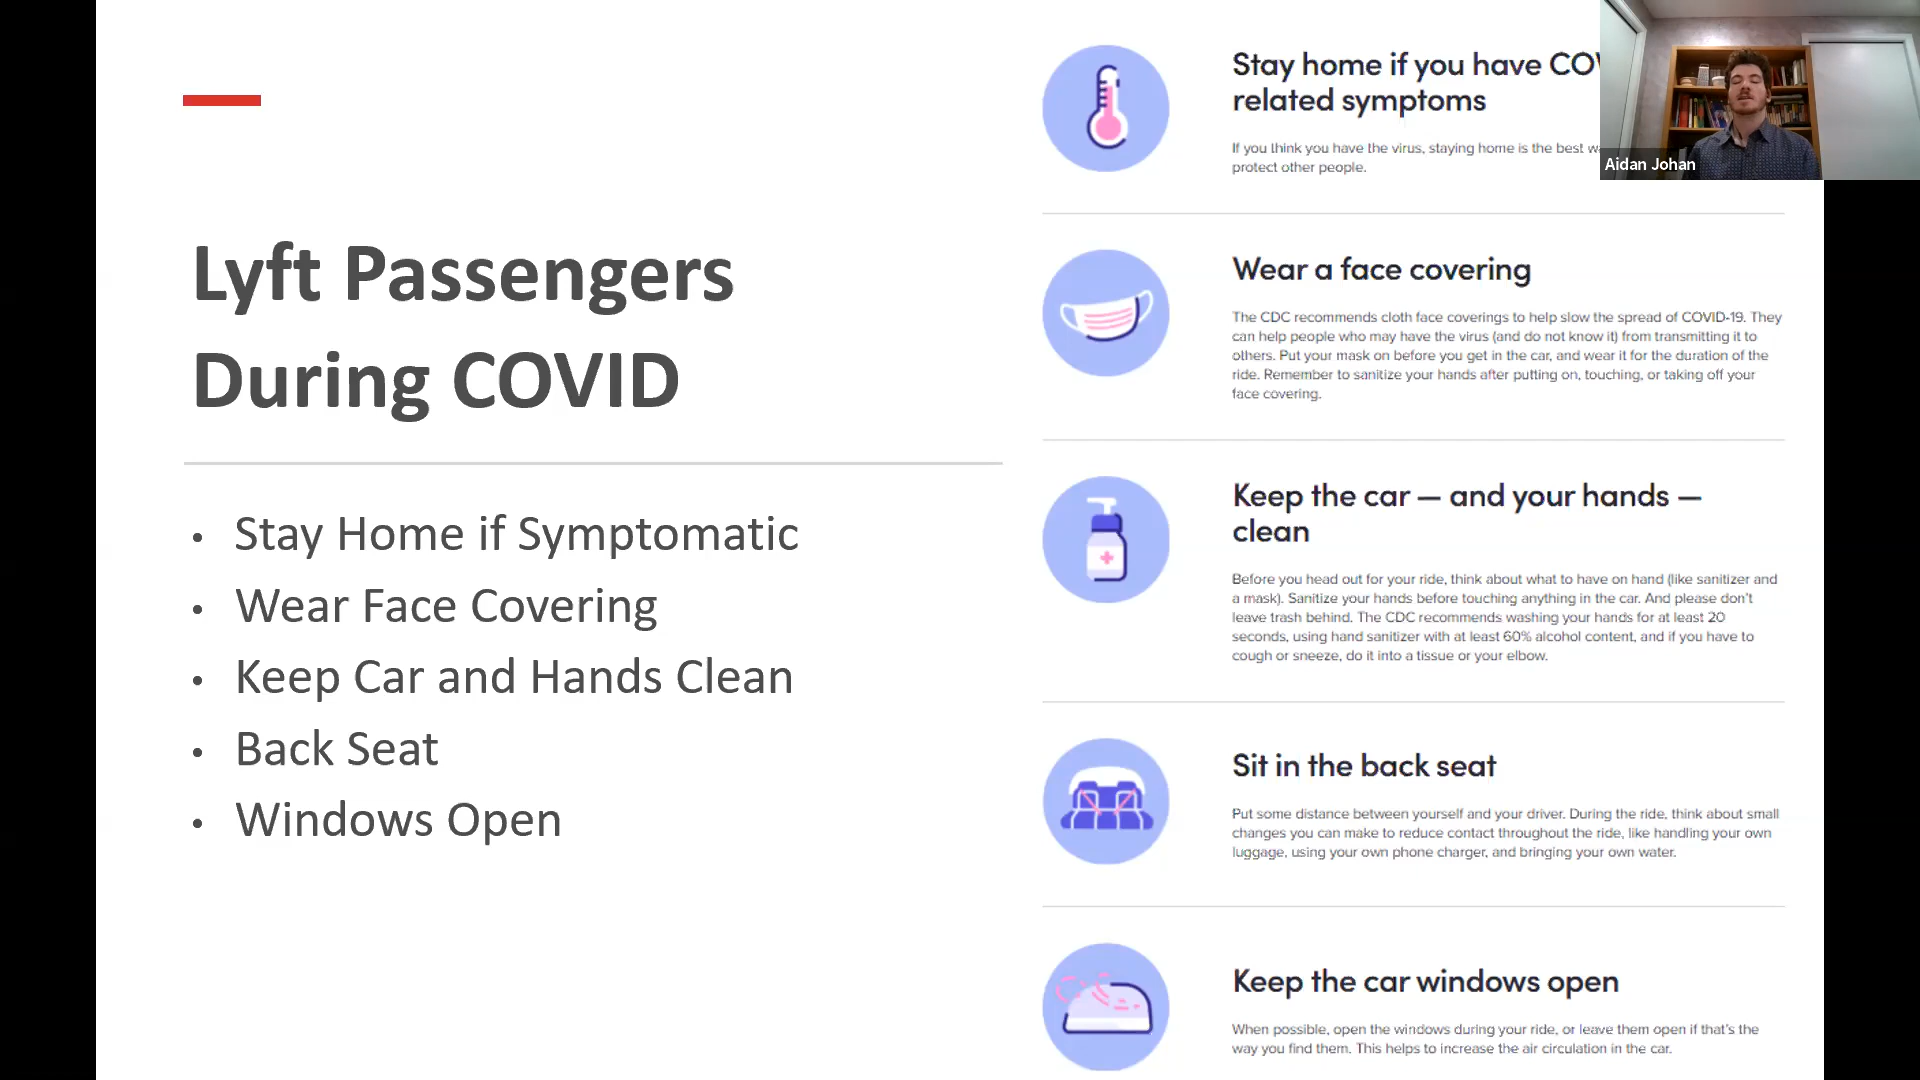 Lyft Passengers
During COVID
• Stay Home if Symptomatic
• Wear Face Covering
• Keep Car and Hands Clean
• Back Seat
• Windows Open
Stay home if you have
related symptoms
If you think you have the virus, staying home is the best
protect other people.
Wear a face covering
The CDC recommends cloth face coverings to help slow the spread of COVID-19. They
can help people who may have the virus (and do not know it) from transmitting it to
others. Put your mask on before you get in the car, and wear it for the duration of the
ride. Remember to sanitize your hands after putting on, touching, or taking off your
face covering.
Keep the car — and your hands —
clean
Before you head out for your ride, think about what to have on hand (like sanitizer and
a mask). Sanitize your hands before touching anything in the car. And please don't
leave trash behind. The CDC recommends washing your hands for at least 20
seconds, using hand sanitizer with at least 60% alcohol content, and if you have to
cough or sneeze, do it into a tissue or your elbow.
Sit in the back seat
Put some distance between yourself and your driver. During the ride, think about small
changes you can make to reduce contact throughout the ride, like handling your own
luggage, using your own phone charger, and bringing your own water.
Keep the car windows open
When possible, open the windows during your ride, or leave them open if that's the
way you find them. This helps to increase the air circulation in the car.
Aidan Johan